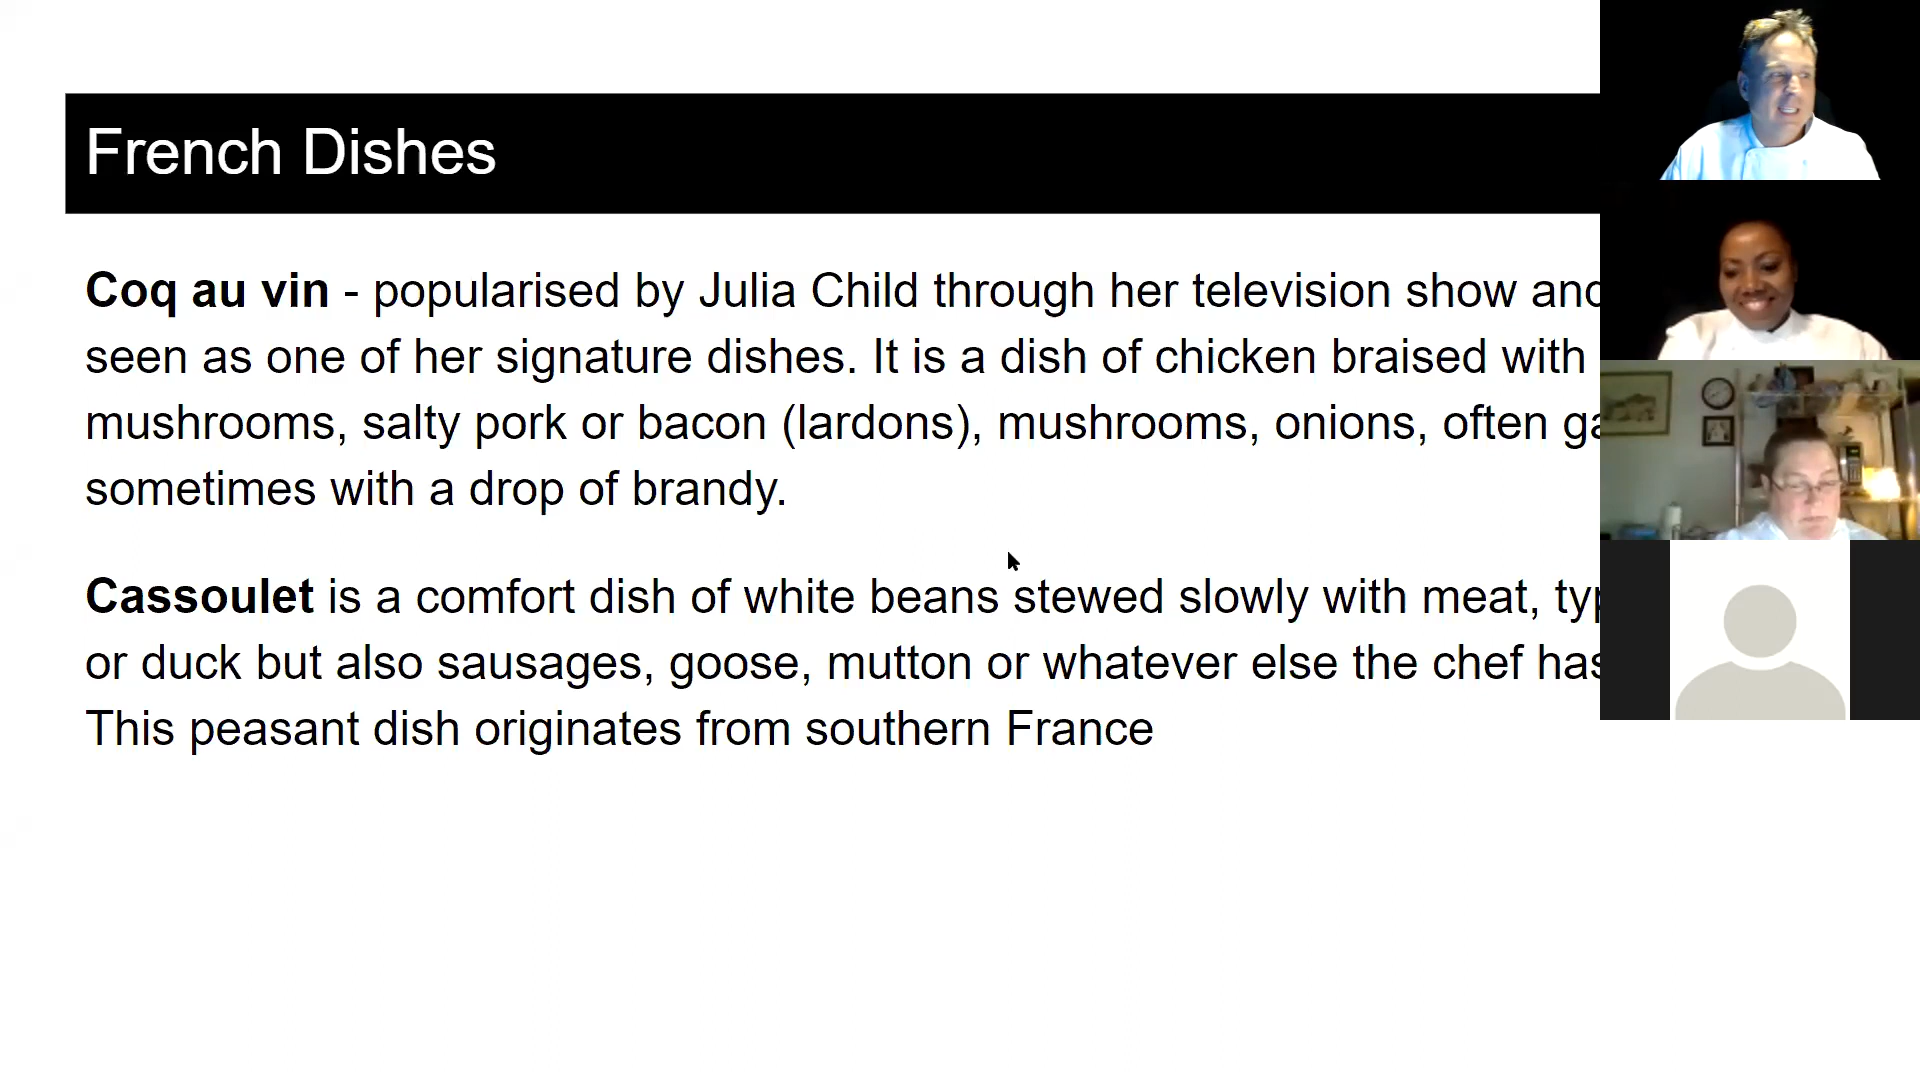 French Dishes
Coq au vin - popularised by Julia Child through her television show and
seen as one of her signature dishes. It is a dish of chicken braised with
mushrooms, salty pork or bacon (lardons), mushrooms, onions, often
sometimes with a drop of brandy.
Cassoulet is a comfort dish of white beans stewed slowly with meat,
or duck but also sausages, goose, mutton or whatever else the chef has
This peasant dish originates from southern France